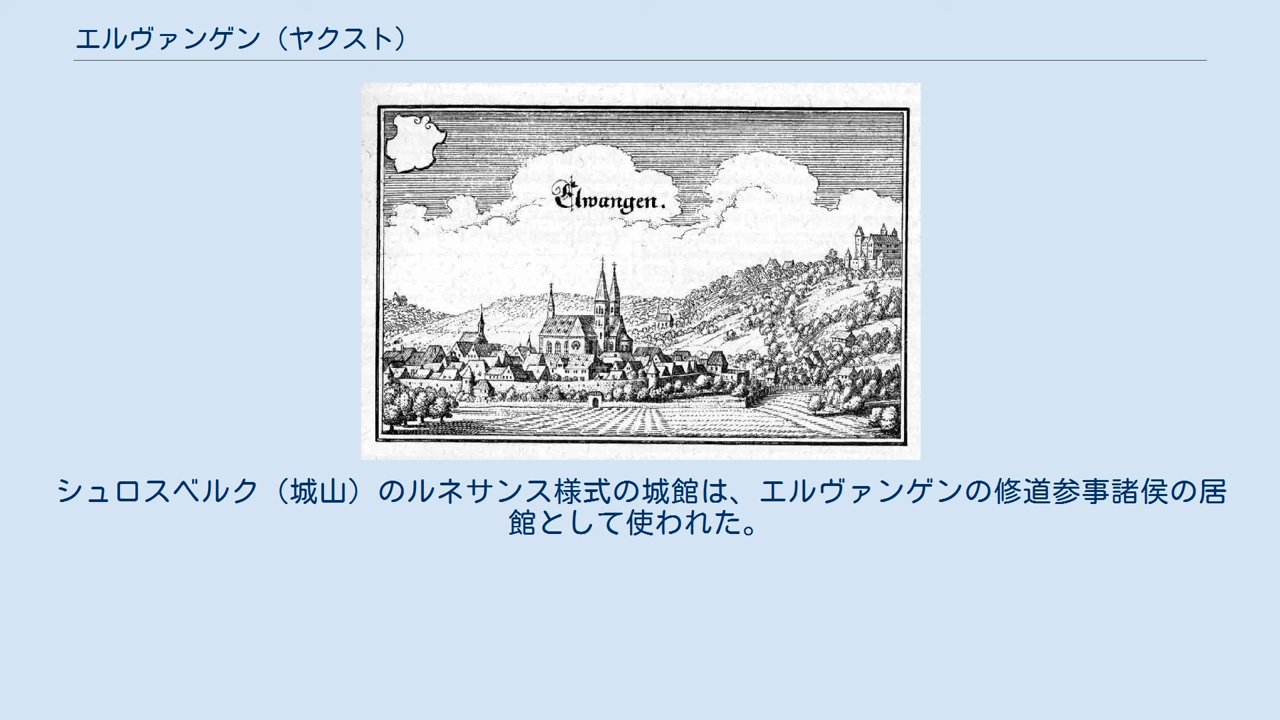 エルヴァンゲン（ヤクスト）
Elwangen.
シュロスベルク（城山）のルネサンス様式の城館は、エルヴァンゲンの修道参事諸侯の居
館として使われた。